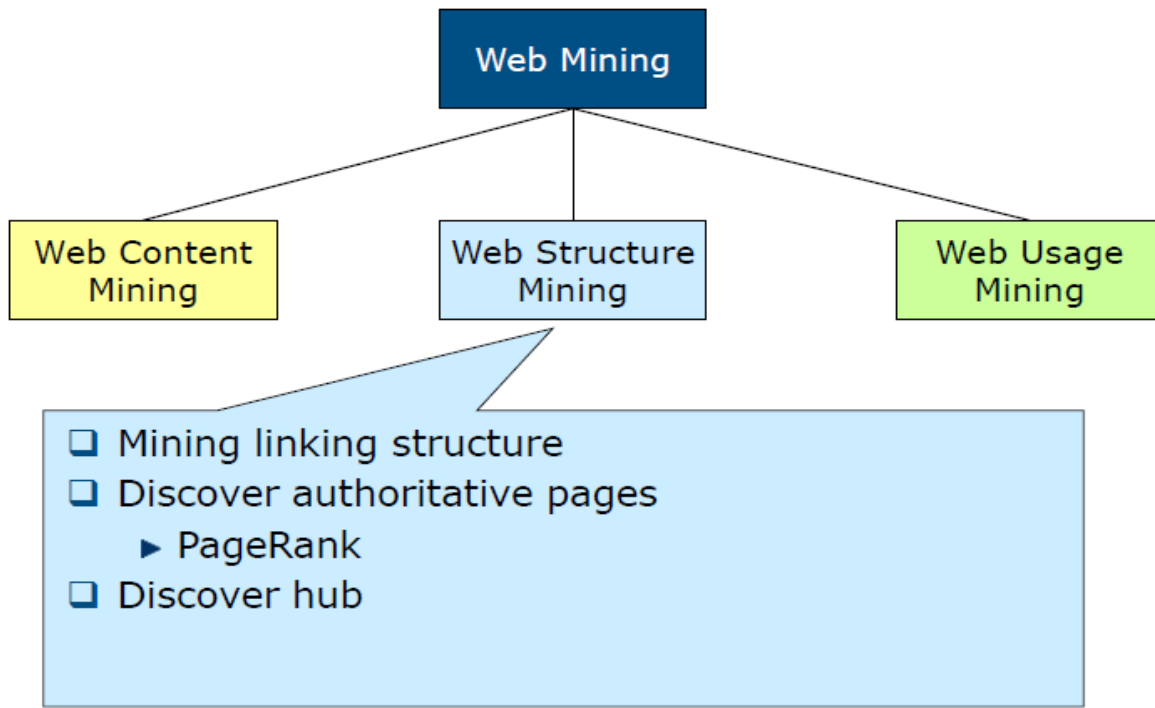 Web Mining
Web Content
Mining
Web Structure
Mining
Web Usage
Mining
Mining linking structure
Discover authoritative pages
PageRank
Discover hub